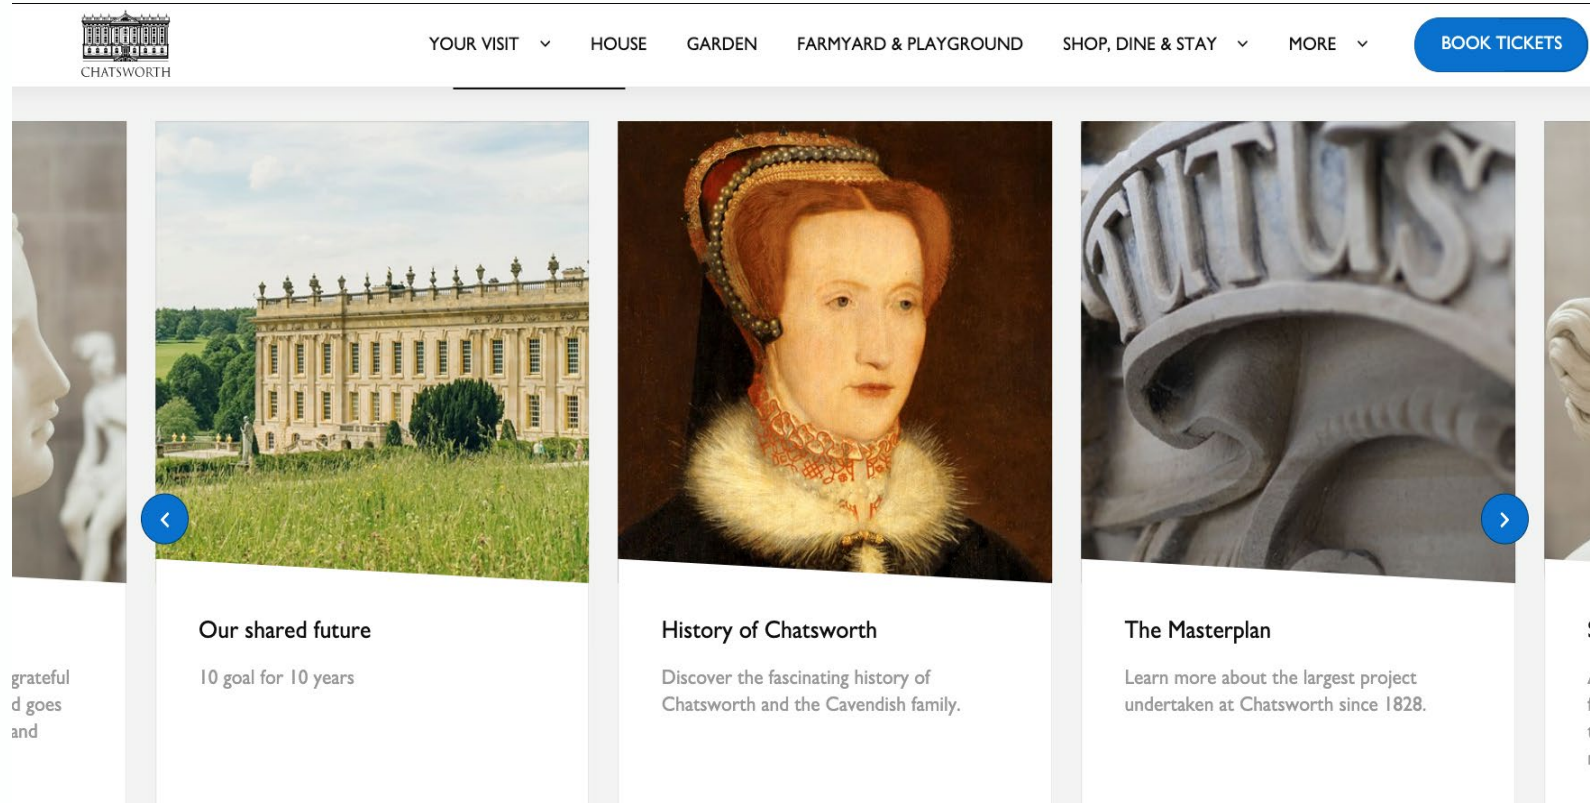 CHATSWORTH
YOUR VISIT
HOUSE
GARDEN
FARMYARD & PLAYGROUND
SHOP, DINE & STAY
MORE
BOOK TICKETS
TUTUS
grateful
d goes
and
Our shared future
10 goal for 10 years
History of Chatsworth
Discover the fascinating history of
Chatsworth and the Cavendish family.
The Masterplan
Learn more about the largest project
undertaken at Chatsworth since 1828.